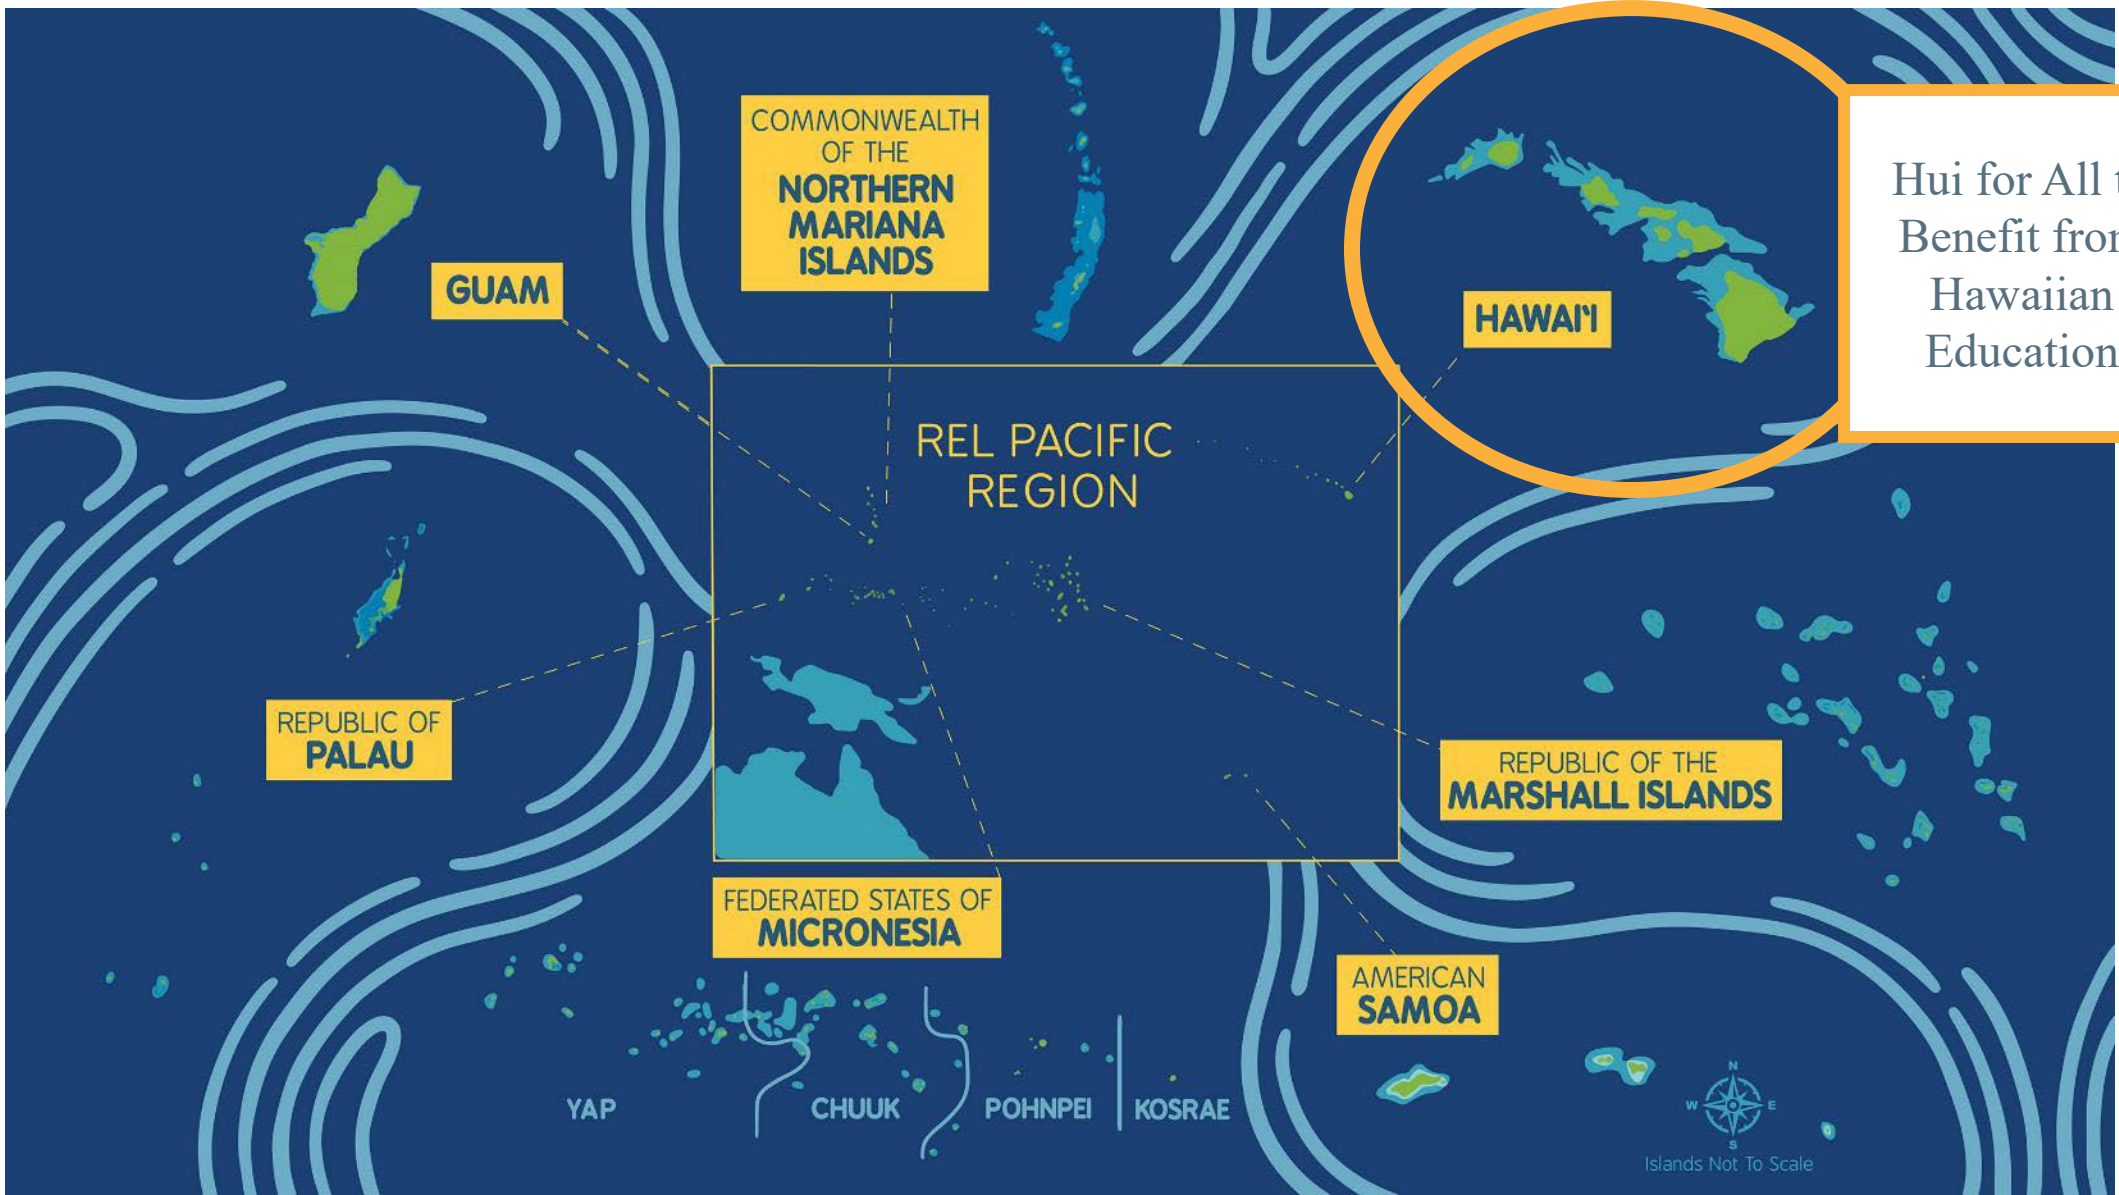 COMMONWEALTH
OF THE
NORTHERN
MARIANA
ISLANDS
GUAM
HAWAI'I
Hui for All
Benefit
Hawaiian
Education
REL PACIFIC
REGION
REPUBLIC OF
PALAU
REPUBLIC OF THE
MARSHALL ISLANDS
FEDERATED STATES OF
MICRONESIA
AMERICAN
SAMOA
YAP
CHUUK
POHNPEI
KOSRAE
N
W
E
S
Islands Not To Scale